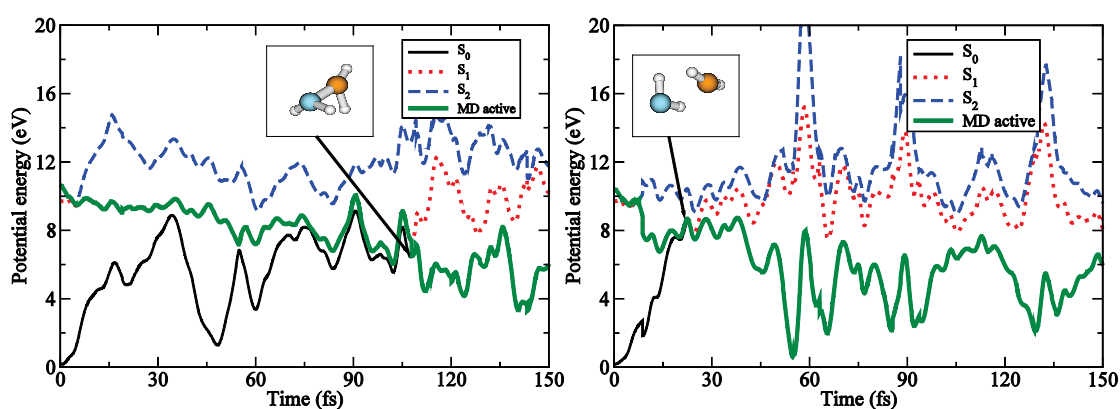 20
16
12
8
4
0
Potential energy (eV)
S0
S1
S2
MD active
0 30 60 90 120 150
Time (fs)
20
16
12
8
4
0
Potential energy (eV)
S0
S1
S2
MD active
0 30 60 90 120 150
Time (fs)